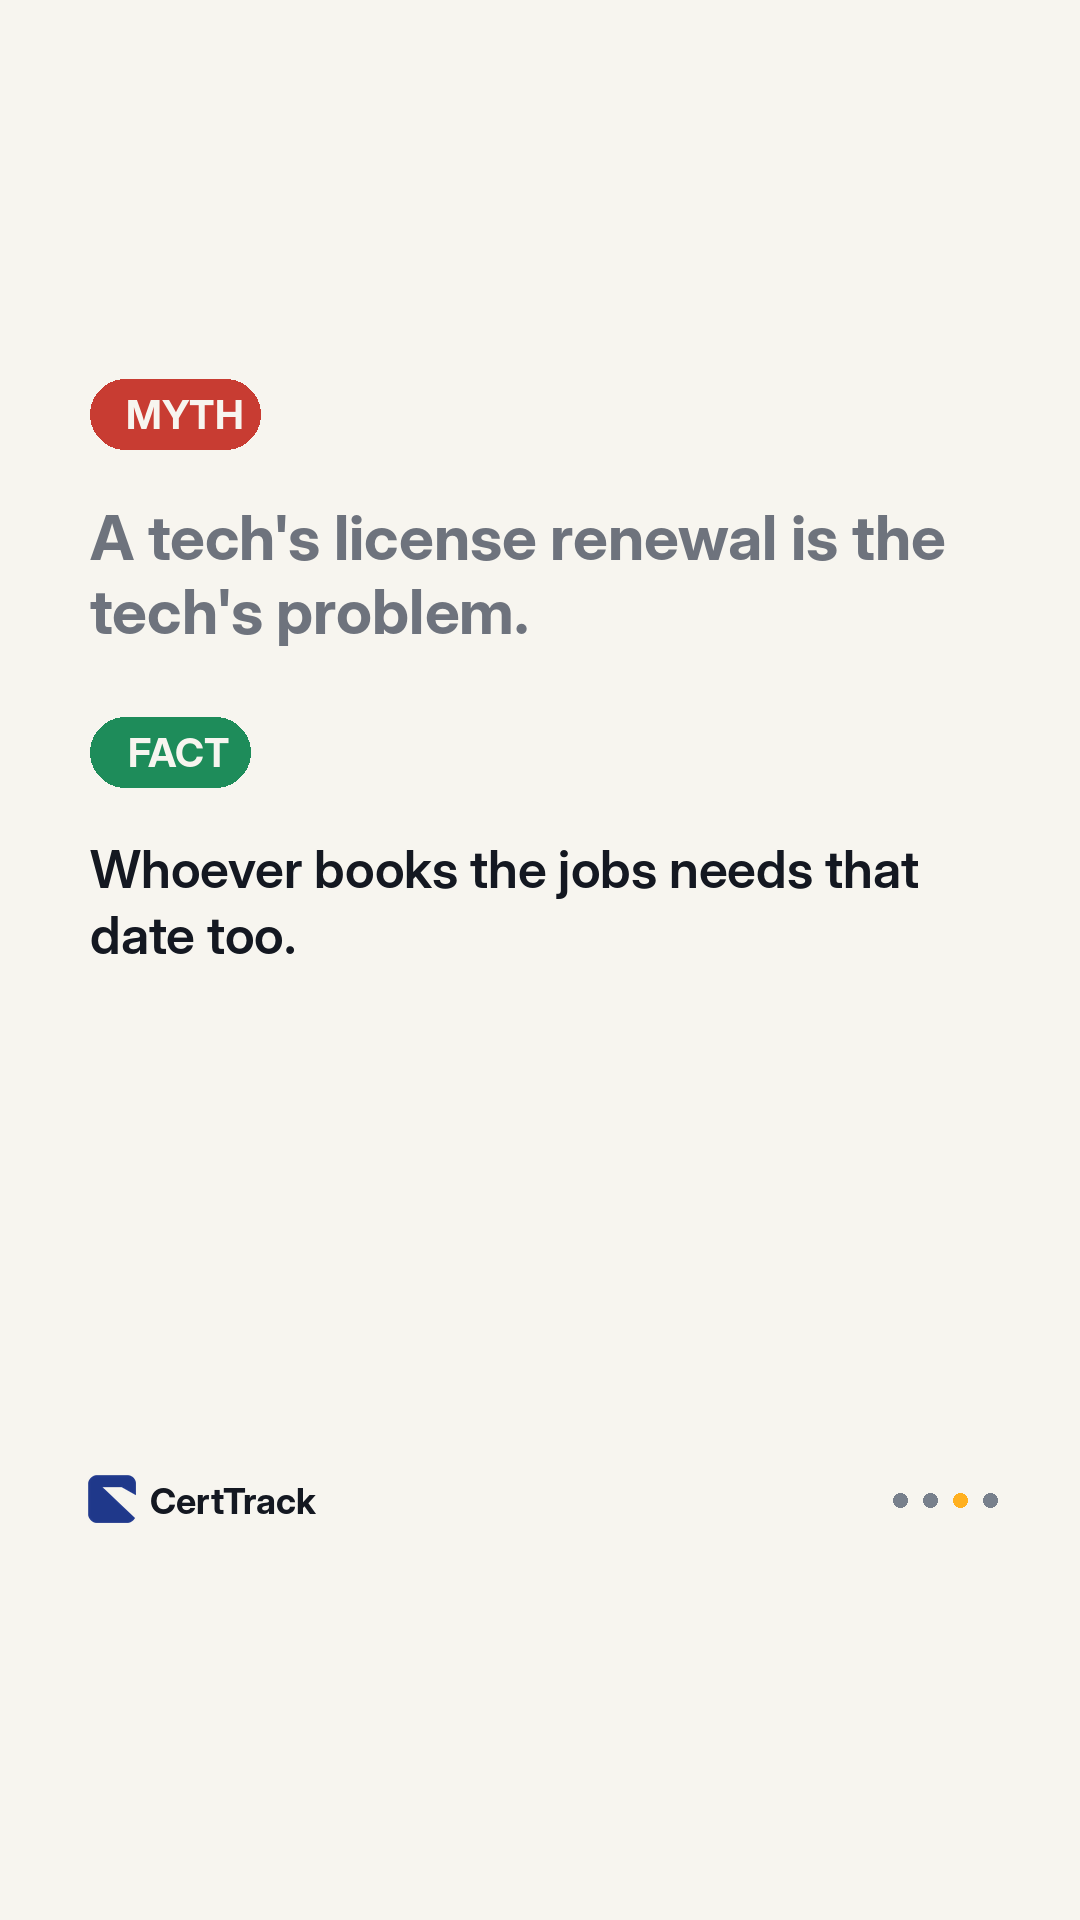 MYTH
A tech's license renewal is the
tech's problem.
FACT
Whoever books the jobs needs that
date too.
CertTrack